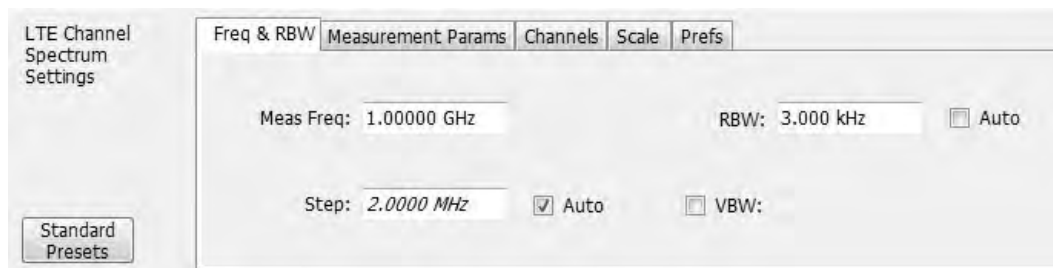 LTE Channel
Spectrum
Settings
Freq & RBW Measurement Params Channels Scale Prefs
Meas Freq: 1.00000 GHz RBW: 3.000 kHz Auto
Step: 2.0000 MHz Auto VBW:
Standard
Presets